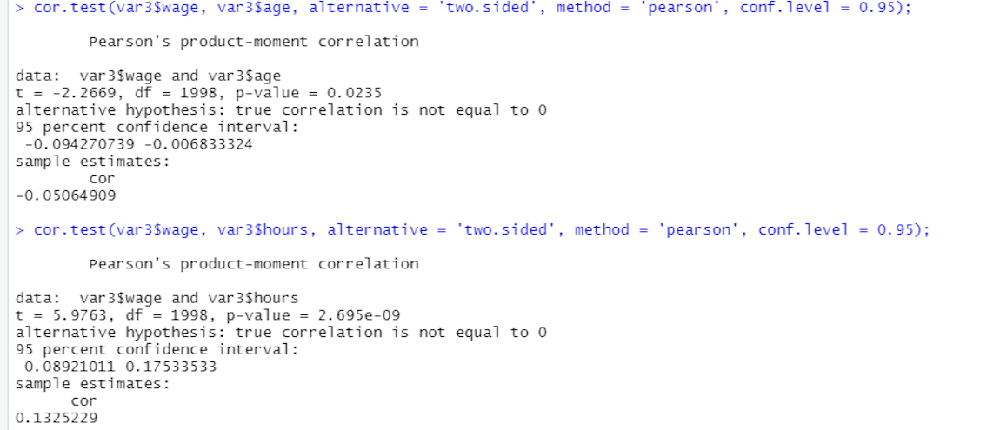 > cor.test(var3$wage, var3$age, alternative = 'two.sided', method = 'pearson', conf.level = 0.95);
Pearson's product-moment correlation
data:  var3$wage and var3$age
t = -2.2669, df = 1998, p-value = 0.0235
alternative hypothesis: true correlation is not equal to 0
95 percent confidence interval:
-0.094270739 -0.006833324
sample estimates:
cor
-0.05064909
> cor.test(var3$wage, var3$hours, alternative = 'two.sided', method = 'pearson', conf.level = 0.95);
Pearson's product-moment correlation
data:  var3$wage and var3$hours
t = 5.9763, df = 1998, p-value = 2.695e-09
alternative hypothesis: true correlation is not equal to 0
95 percent confidence interval:
0.08921011 0.17533533
sample estimates:
cor
0.1325229